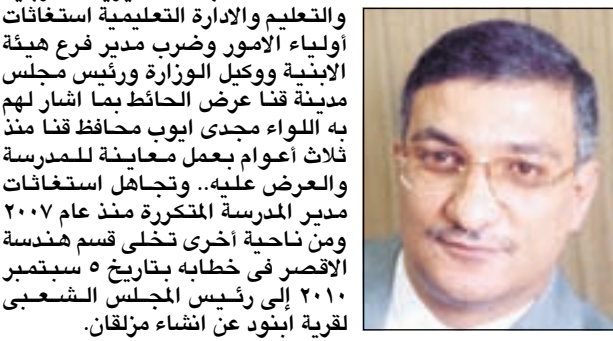 والتعليم والادارة التعليمية استغاثات
أولياء الامور وضرب مدير فرع هيئة
الابنية ووكيل الوزارة ورئيس مجلس
مدينة قنا عرض الحائط بما اشار لهم
به اللواء مجدى ايوب محافظ قنا منذ
ثلاث أعوام بعمل معاينة للمدرسة
والعرض عليه.. وتجاهل استغاثات
مدير المدرسة المتكررة منذ عام ٢٠٠٧
ومن ناحية أخرى تخلى قسم هندسة
الاقصر فى خطابه بتاريخ ٥ سبتمبر
٢٠١٠ إلى رئيس المجلس الشعبى
لقرية ابنود عن انشاء مزلقان.